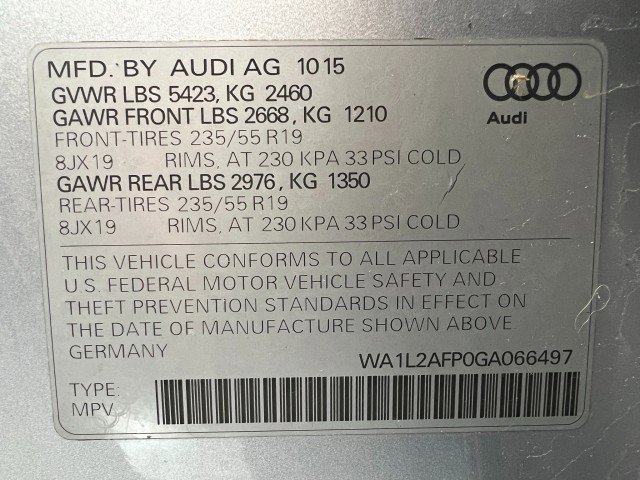 MFD. BY AUDI AG 10 15
GVWR LBS 5423, KG 2460
GAWR FRONT LBS 2668, KG 1210
FRONT-TIRES 235/55 R19
8JX19 RIMS, AT 230 KPA 33 PSI COLD
GAWR REAR LBS 2976, KG 1350
REAR-TIRES 235/55 R19
8JX19 RIMS, AT 230 KPA 33 PSI COLD
Audi
THIS VEHICLE CONFORMS TO ALL APPLICABLE
U.S. FEDERAL MOTOR VEHICLE SAFETY AND
THEFT PREVENTION STANDARDS IN EFFECT ON
THE DATE OF MANUFACTURE SHOWN ABOVE.
GERMANY
WA1L2AFP0GA066497
TYPE:
MPV